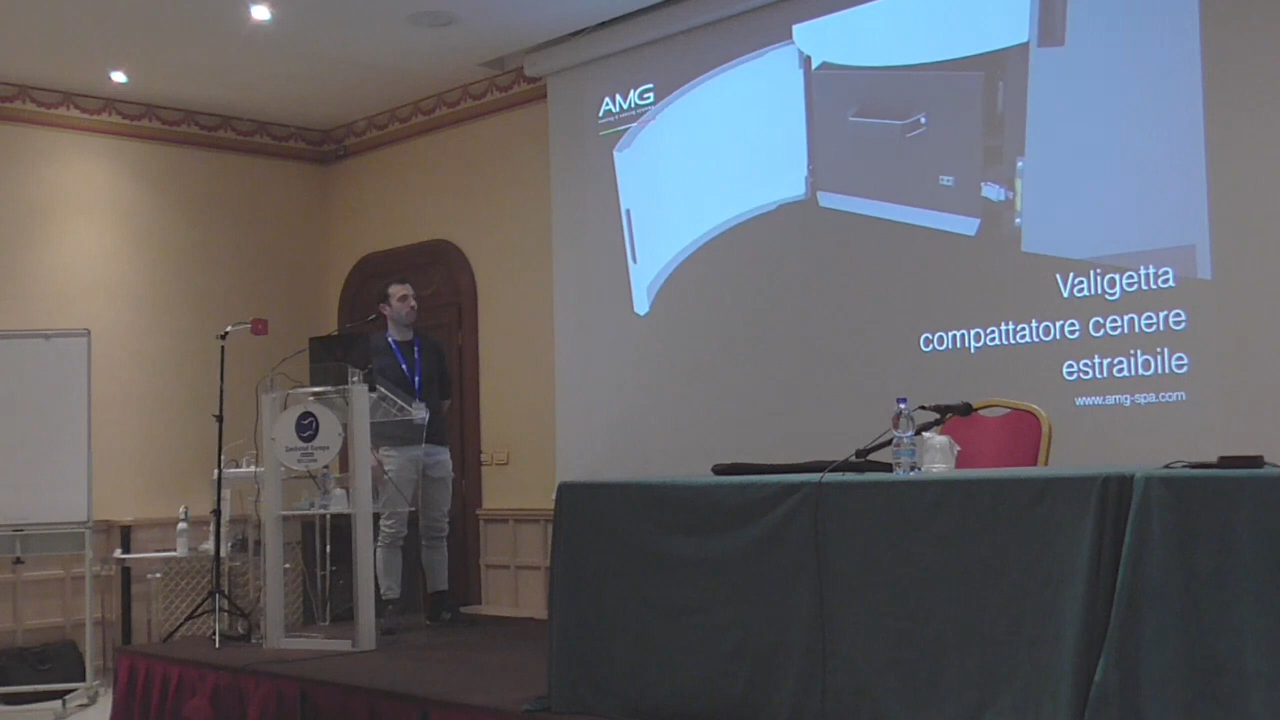 AMG
Valigetta
compattatore cenere
estraibile
www.amg-spa.com